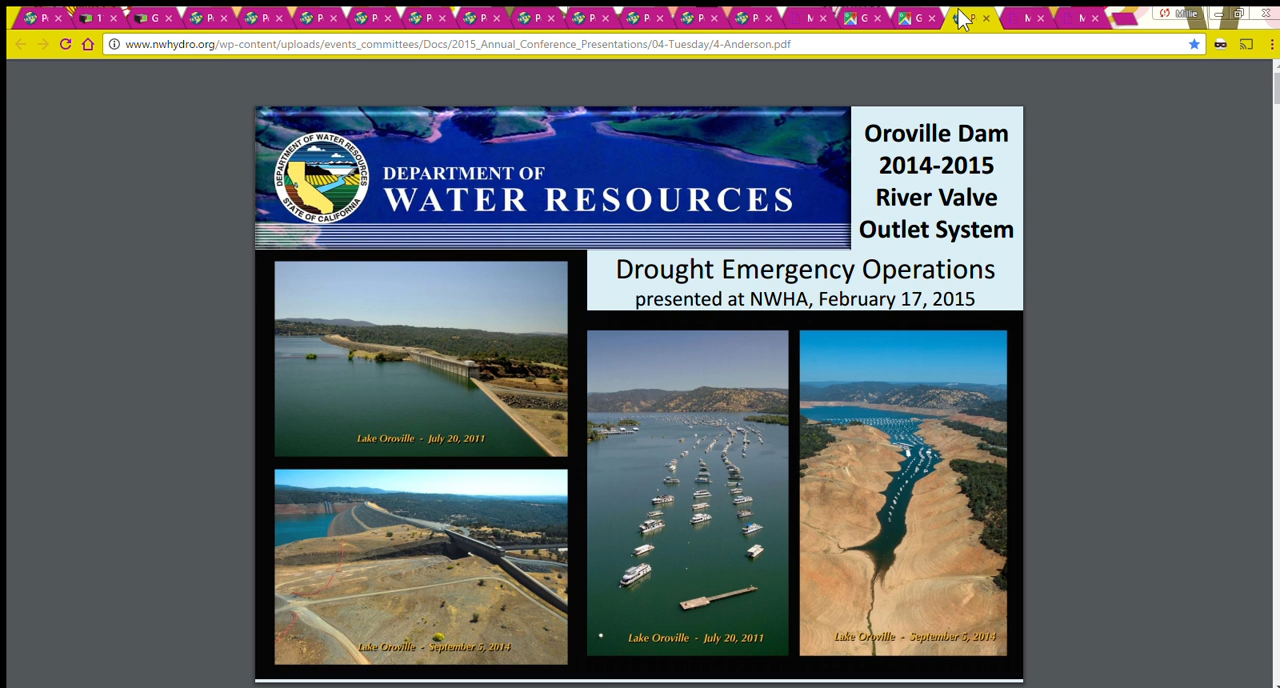 P
1
G
P
P
P
P
P
P
P
P
P
P
P
M
G
G
P
M
M
Millie
www.nwhydro.org/wp-content/uploads/events_committees/Docs/2015_Annual_Conference_Presentations/04-Tuesday/4-Anderson.pdf
DEPARTMENT OF WATER RESOURCES
STATE OF CALIFORNIA
DEPARTMENT OF
WATER RESOURCES
Oroville Dam
2014-2015
River Valve
Outlet System
Drought Emergency Operations
presented at NWHA, February 17, 2015
Lake Oroville - July 20, 2011
Lake Oroville - September 5, 2014
Lake Oroville - July 20, 2011
Lake Oroville - September 5, 2014